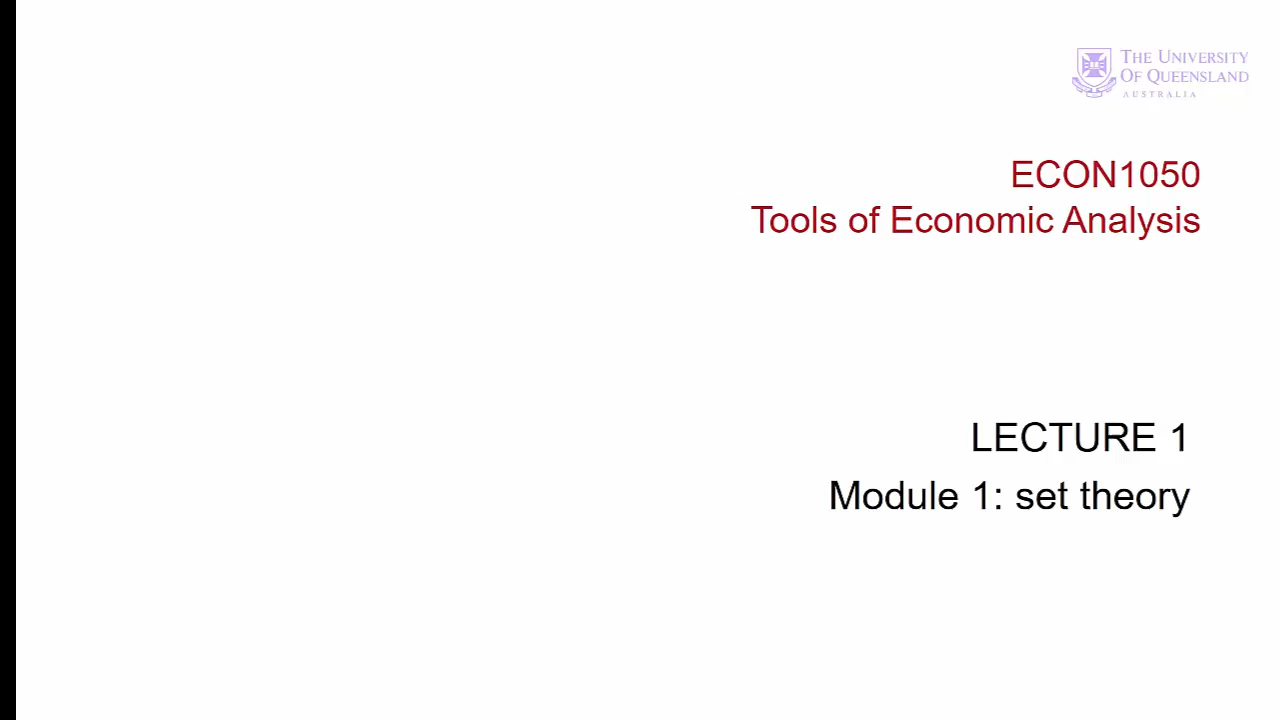 THE UNIVERSITY
OF QUEENSLAND
AUSTRALIA
ECON1050
Tools of Economic Analysis
LECTURE 1
Module 1: set theory